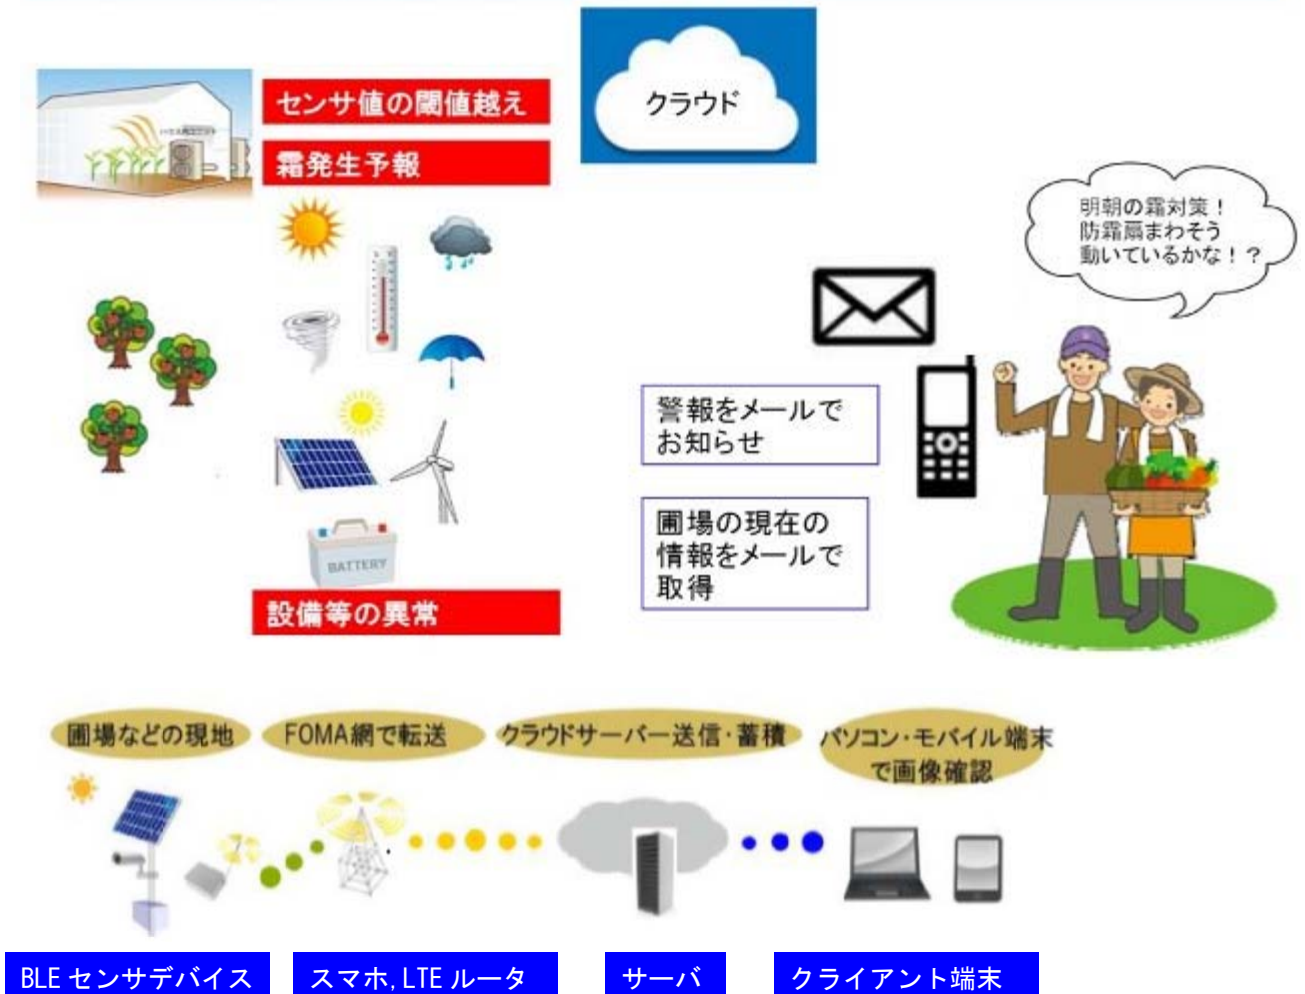 クラウド
センサ値の閾値越え
霜発生予報
明朝の霜対策！
防霜扇まわそう
動いているかな！？
警報をメールで
お知らせ
圃場の現在の
情報をメールで
取得
BATTERY
設備等の異常
圃場などの現地
FOMA網で転送
クラウドサーバー送信・蓄積
パソコン・モバイル端末
で画像確認
BLE センサデバイス
スマホ, LTE ルータ
サーバ
クライアント端末